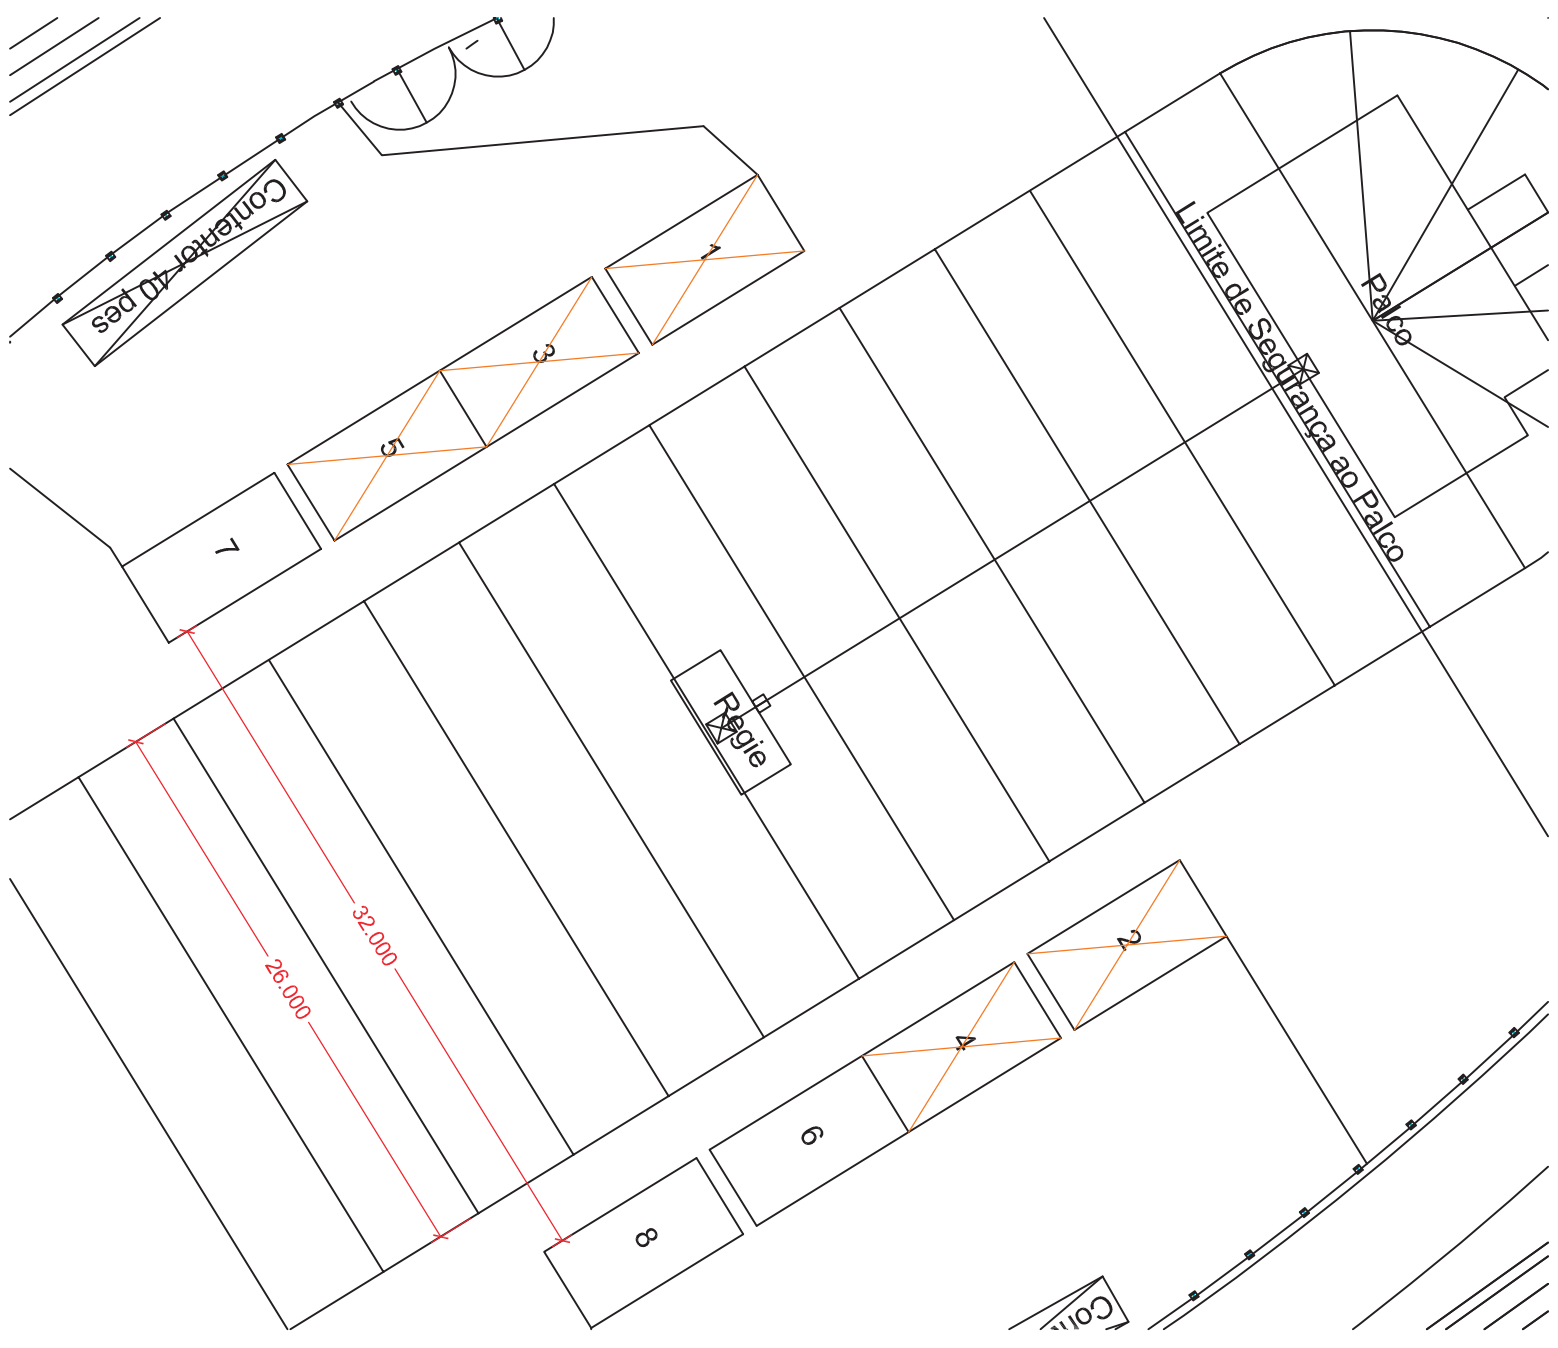 Contentor 40 pes
1
3
5
7
Limite de Segurança ao Palco
Palco
Regie
32.000
26.000
2
4
6
8